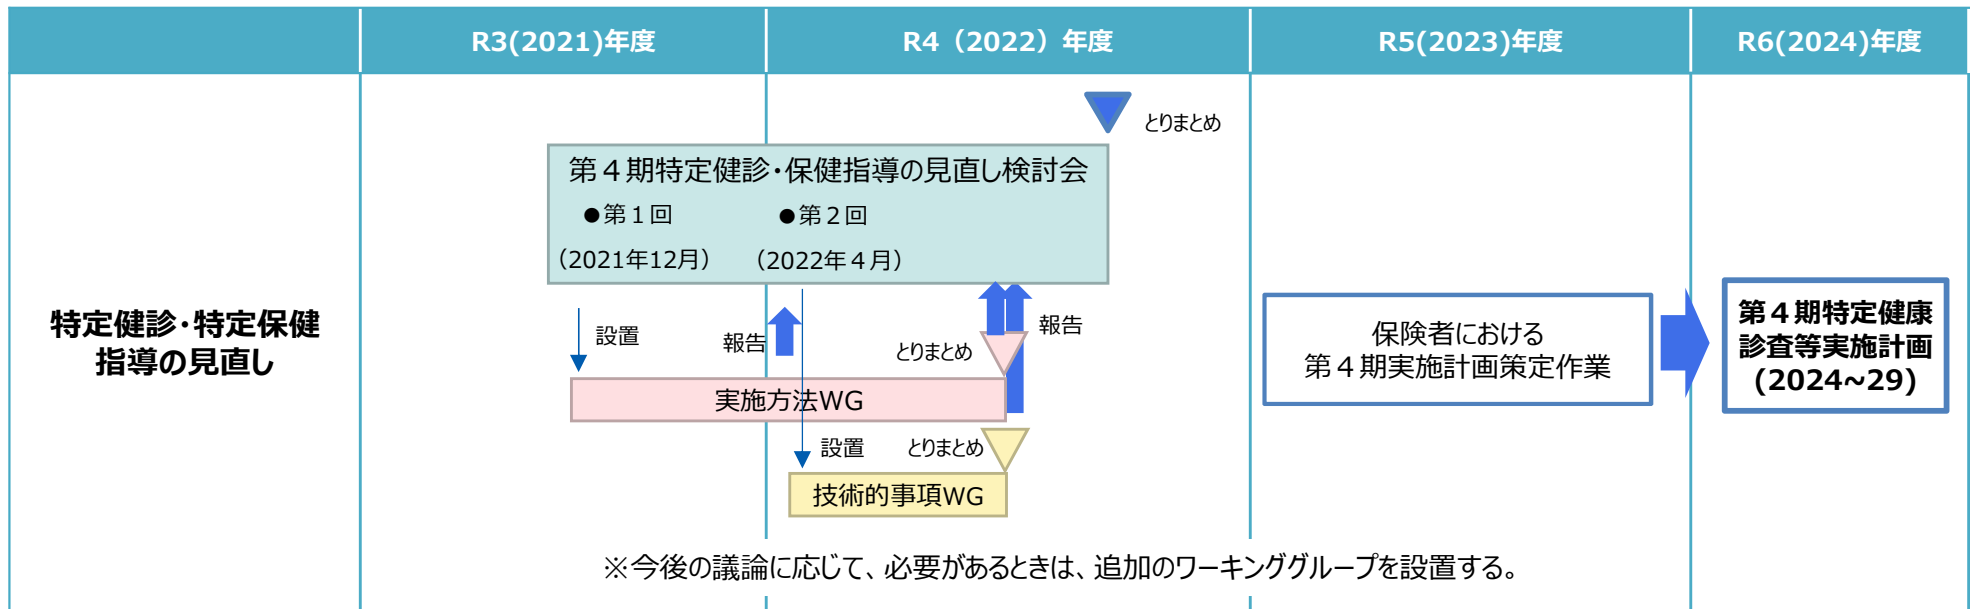 R3(2021)年度
R4（2022）年度
R5(2023)年度
R6(2024)年度
特定健診・特定保健
指導の見直し
とりまとめ
第４期特定健診・保健指導の見直し検討会
●第１回
●第２回
（2021年12月）
（2022年４月）
設置
報告
とりまとめ
報告
実施方法WG
設置
とりまとめ
技術的事項WG
保険者における
第４期実施計画策定作業
第４期特定健康
診査等実施計画
(2024~29)
※今後の議論に応じて、必要があるときは、追加のワーキンググループを設置する。